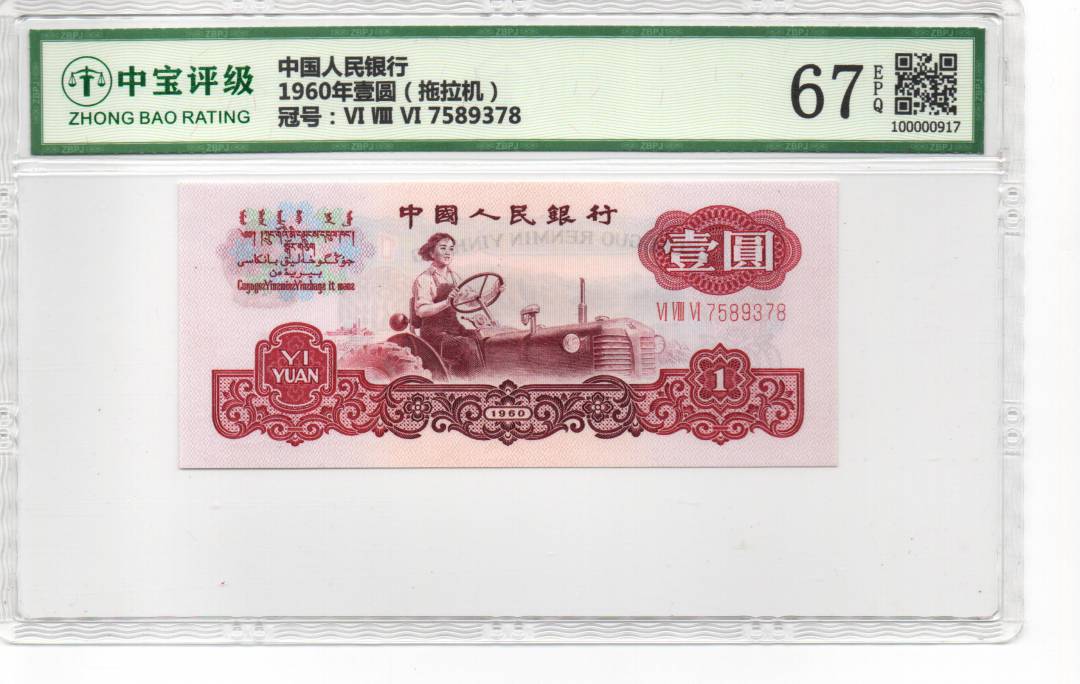 中宝评级
ZHONG BAO RATING
中国人民银行
1960年壹圆（拖拉机）
冠号：VI VIII VI 7589378
67
EPQ
100000917
中國人民銀行
壹圓
VI VIII VI 7589378
YI
YUAN
1960
1